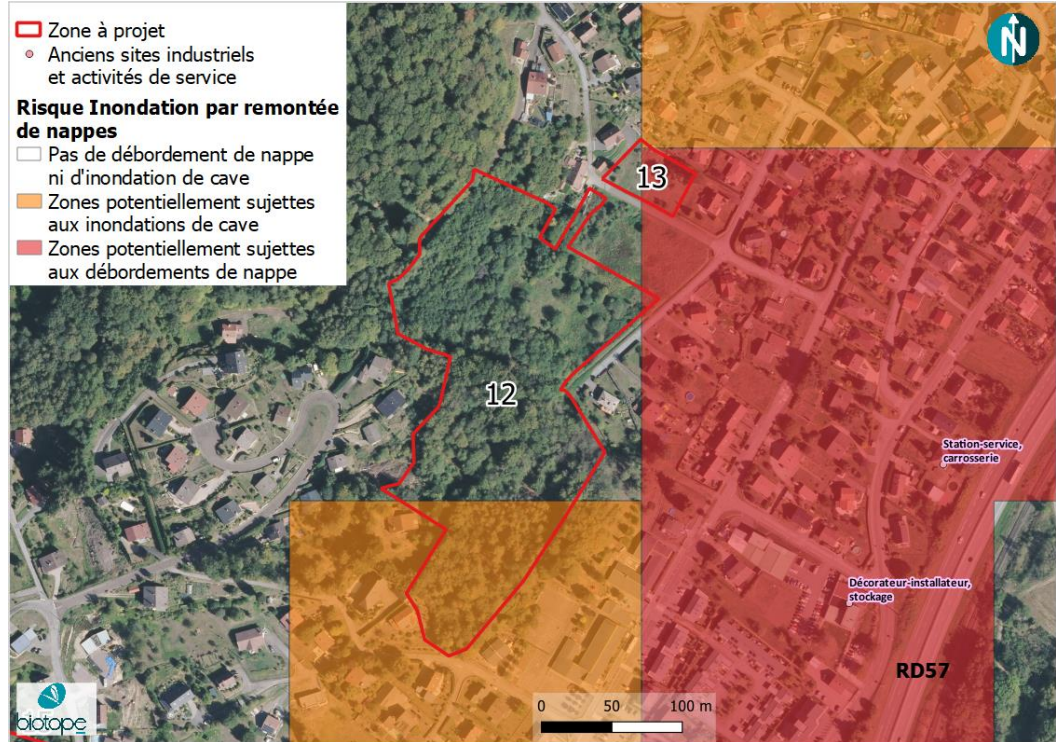 Zone à projet
Anciens sites industriels
et activités de service
Risque Inondation par remontée
de nappes
Pas de débordement de nappe
ni d'inondation de cave
Zones potentiellement sujettes
aux inondations de cave
Zones potentiellement sujettes
aux débordements de nappe
N
13
12
Station-service,
carrosserie
Décorateur-installateur,
stockage
RD57
biotope
0 50 100 m